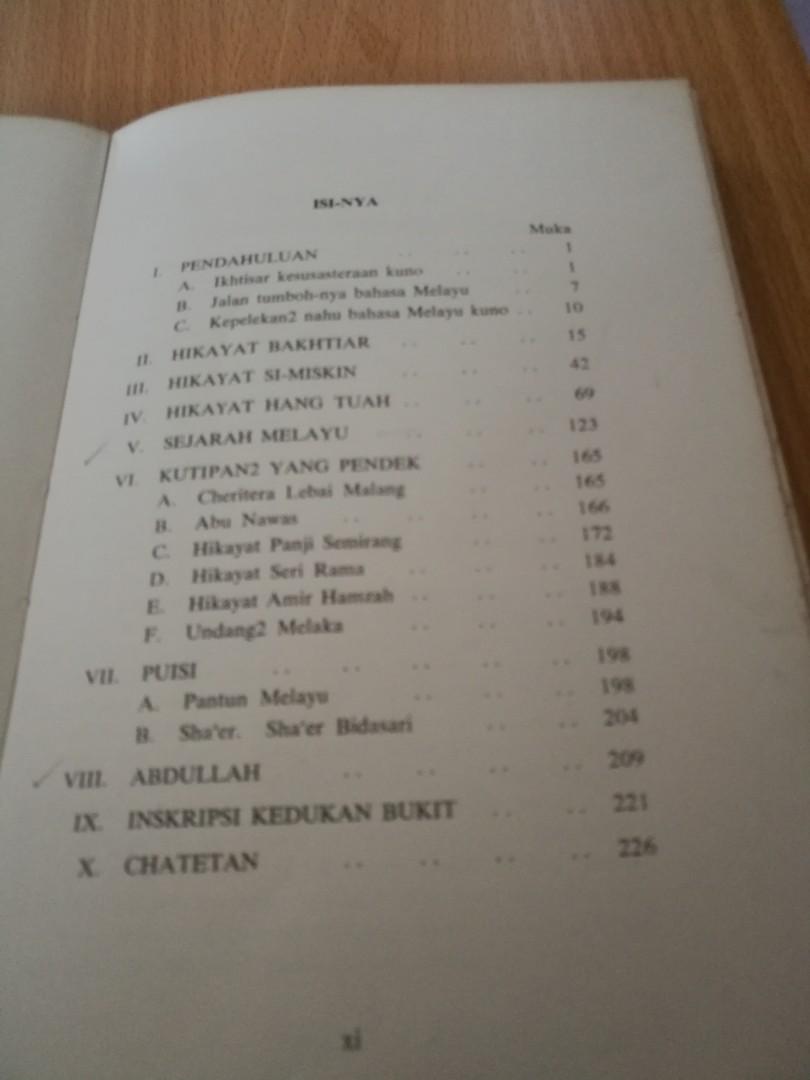 ISI-NYA
Muka
I. PENDAHULUAN .. .. .. 1
A. Ikhtisar kesusasteraan kuno .. .. 1
B. Jalan tumboh-nya bahasa Melayu .. 7
C. Kepelekan2 nahu bahasa Melayu kuno .. 10
II. HIKAYAT BAKHTIAR .. .. .. 15
III. HIKAYAT SI-MISKIN .. .. .. 42
IV. HIKAYAT HANG TUAH .. .. .. 69
V. SEJARAH MELAYU .. .. .. 123
VI. KUTIPAN2 YANG PENDEK .. .. 165
A. Cheritera Lebai Malang .. .. 165
B. Abu Nawas .. .. .. 166
C. Hikayat Panji Semirang .. .. 172
D. Hikayat Seri Rama .. .. .. 184
E. Hikayat Amir Hamzah .. .. .. 188
F. Undang2 Melaka .. .. .. 194
VII. PUISI .. .. .. .. .. 198
A. Pantun Melayu .. .. .. 198
B. Sha'er. Sha'er Bidasari .. .. 204
VIII. ABDULLAH .. .. .. .. 209
IX. INSKRIPSI KEDUKAN BUKIT .. .. 221
X. CHATETAN .. .. .. .. 226
xi